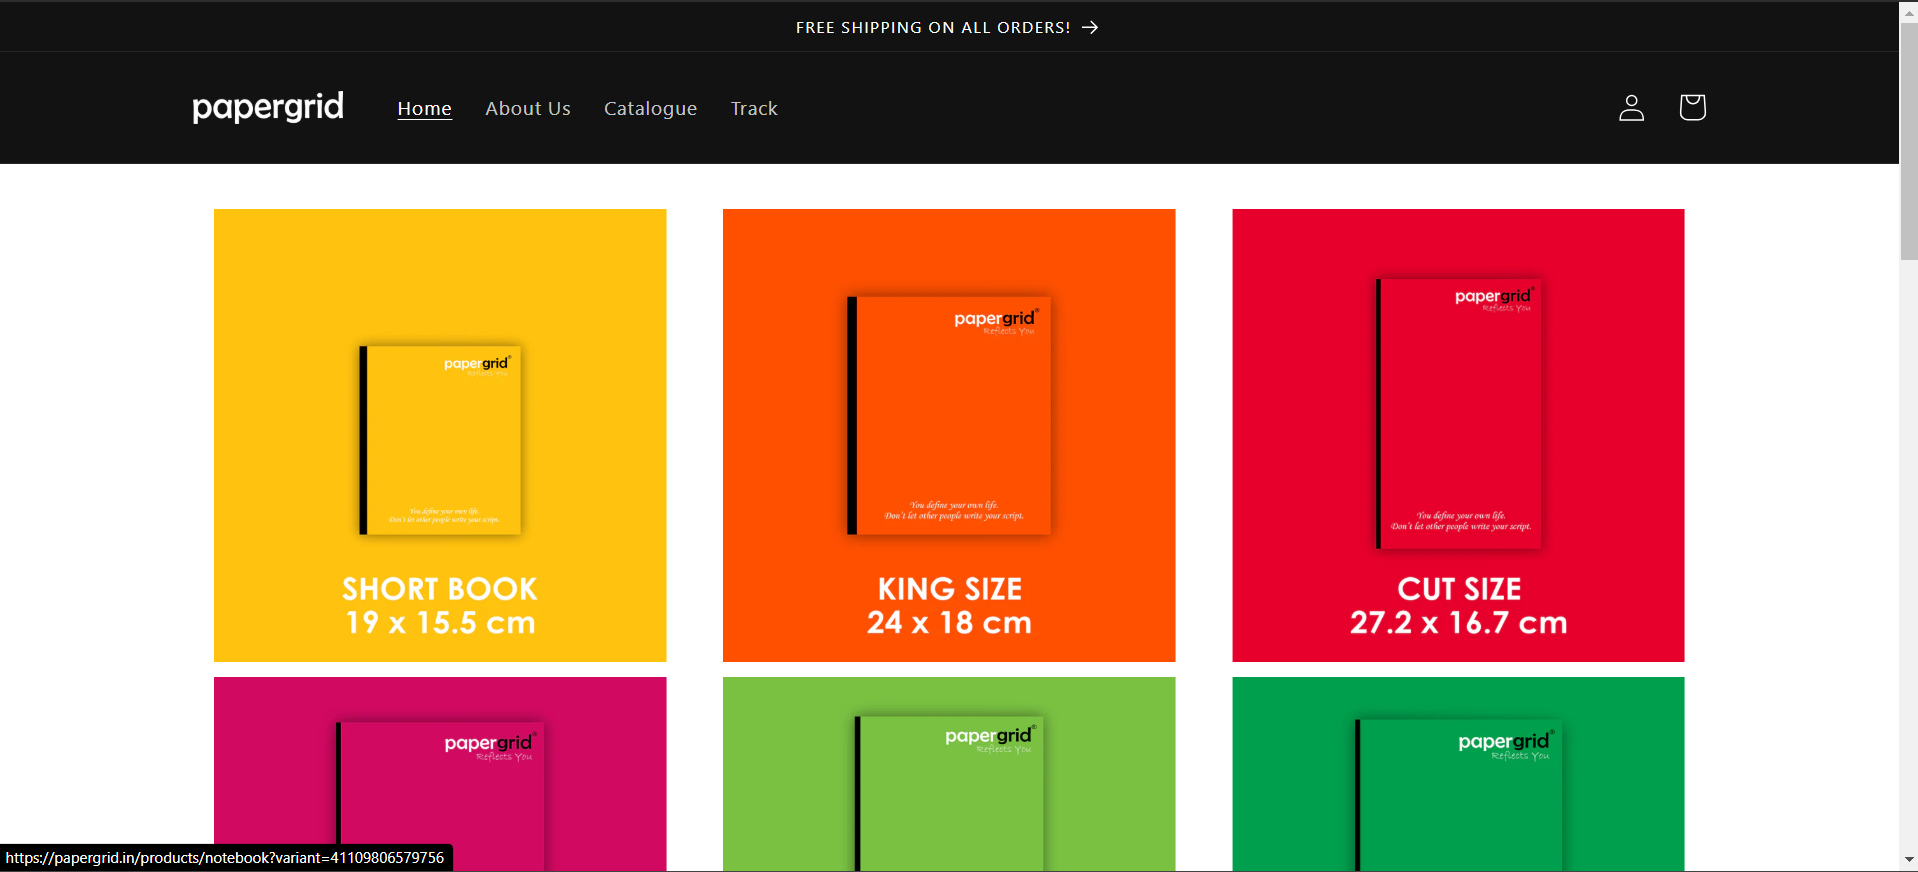 FREE SHIPPING ON ALL ORDERS!
papergrid Home About Us Catalogue Track
papergrid®
Reflects You
You define your own life.
Don't let other people write your script.
SHORT BOOK
19 x 15.5 cm
papergrid®
Reflects You
You define your own life.
Don't let other people write your script.
KING SIZE
24 x 18 cm
papergrid®
Reflects You
You define your own life.
Don't let other people write your script.
CUT SIZE
27.2 x 16.7 cm
papergrid®
Reflects You
papergrid®
Reflects You
papergrid®
Reflects You
https://papergrid.in/products/notebook?variant=41109806579756